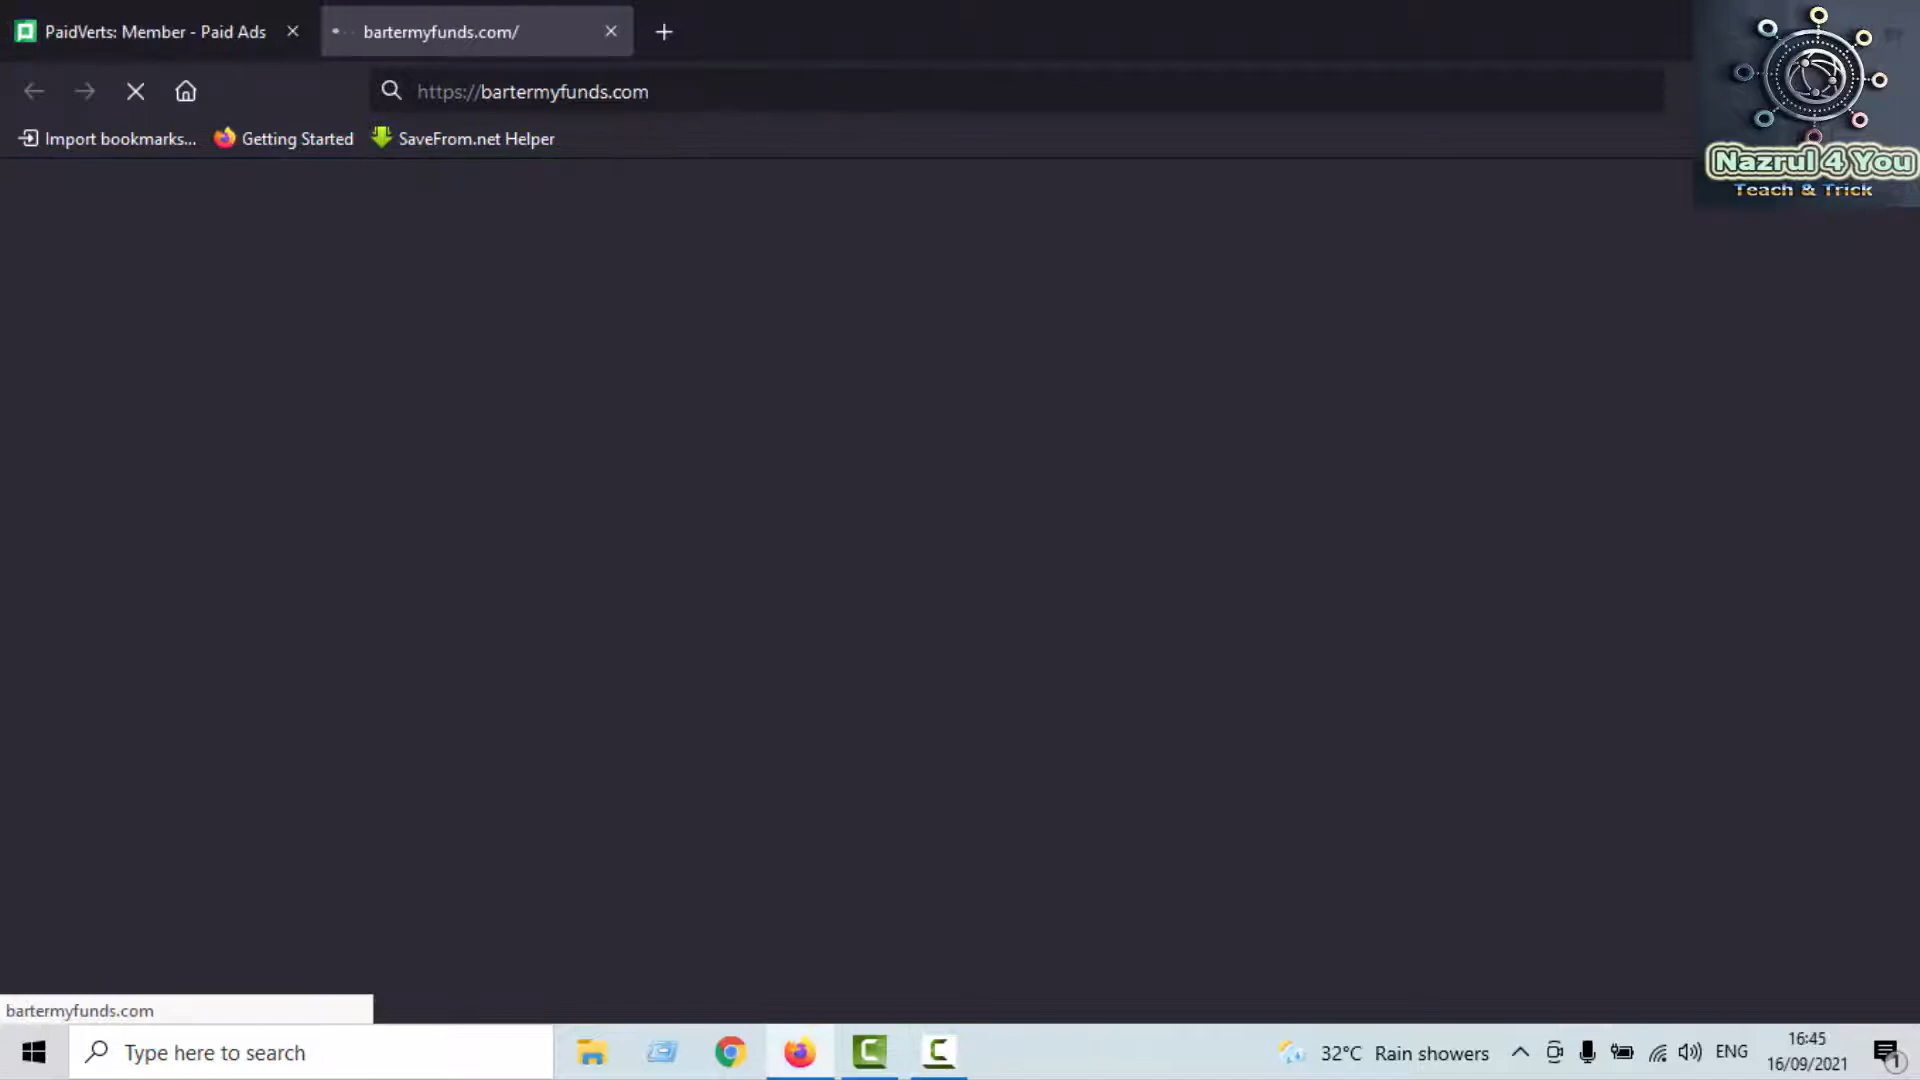 PaidVerts: Member - Paid Ads
bartermyfunds.com/
https://bartermyfunds.com
Import bookmarks...
Getting Started
SaveFrom.net Helper
Nazrul 4 You
Teach & Trick
bartermyfunds.com
Type here to search
32°C Rain showers
ENG
16:45
16/09/2021
1